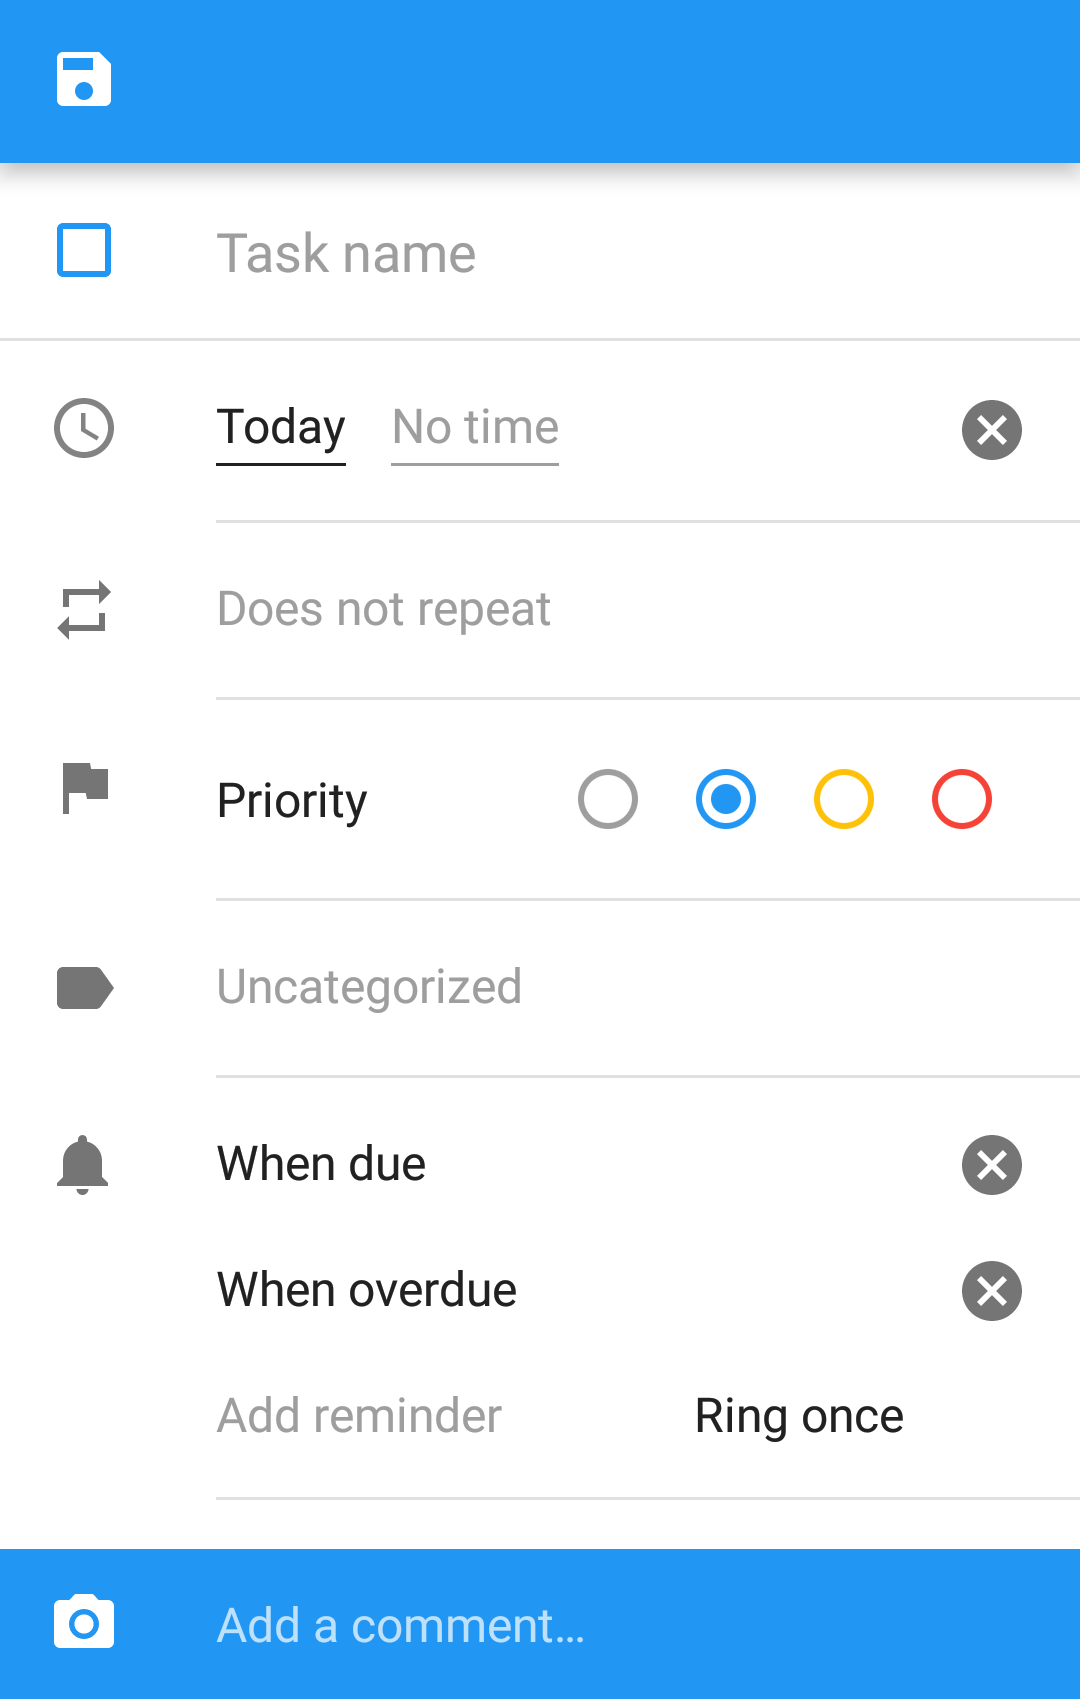 Task name
Today No time
Does not repeat
Priority
Uncategorized
When due
When overdue
Add reminder Ring once
Add a comment...